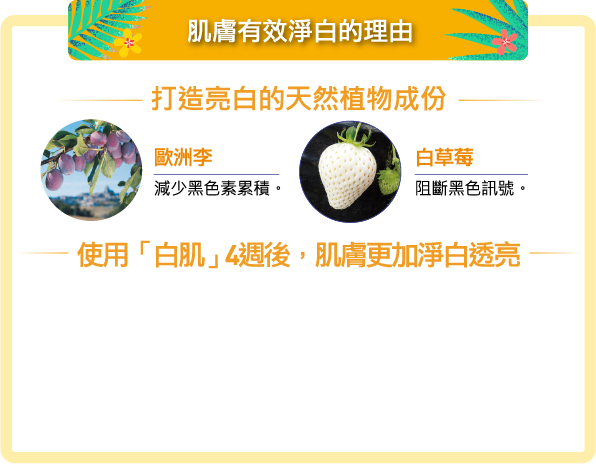 肌膚有效淨白的理由
打造亮白的天然植物成份
歐洲李
減少黑色素累積。
白草莓
阻斷黑色訊號。
使用「白肌」4週後，肌膚更加淨白透亮